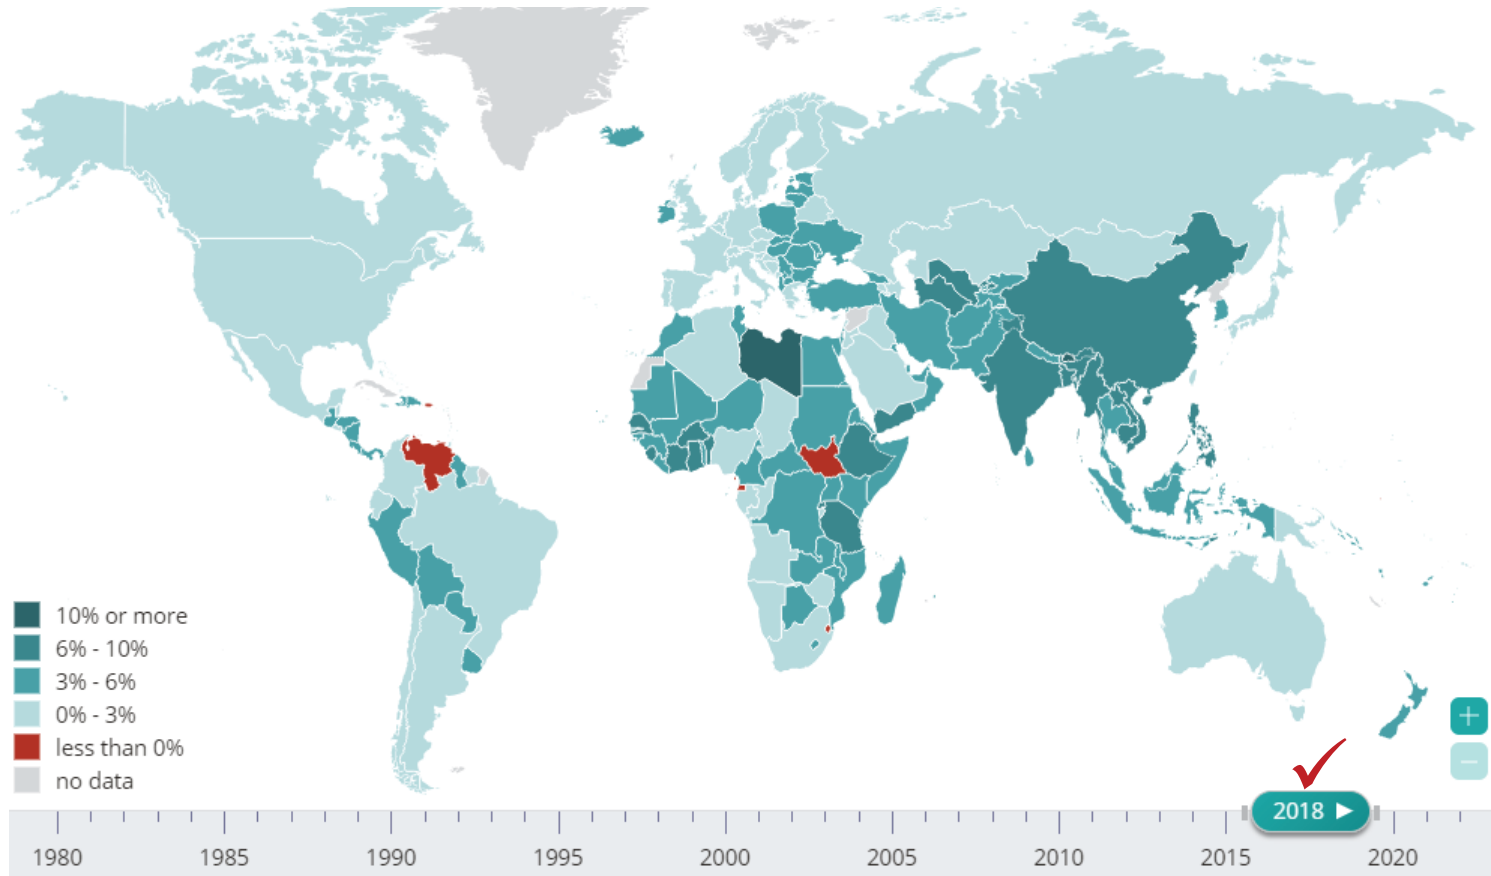 10% or more
6% - 10%
3% - 6%
0% - 3%
less than 0%
no data
+
−
2018
1980 1985 1990 1995 2000 2005 2010 2015 2020